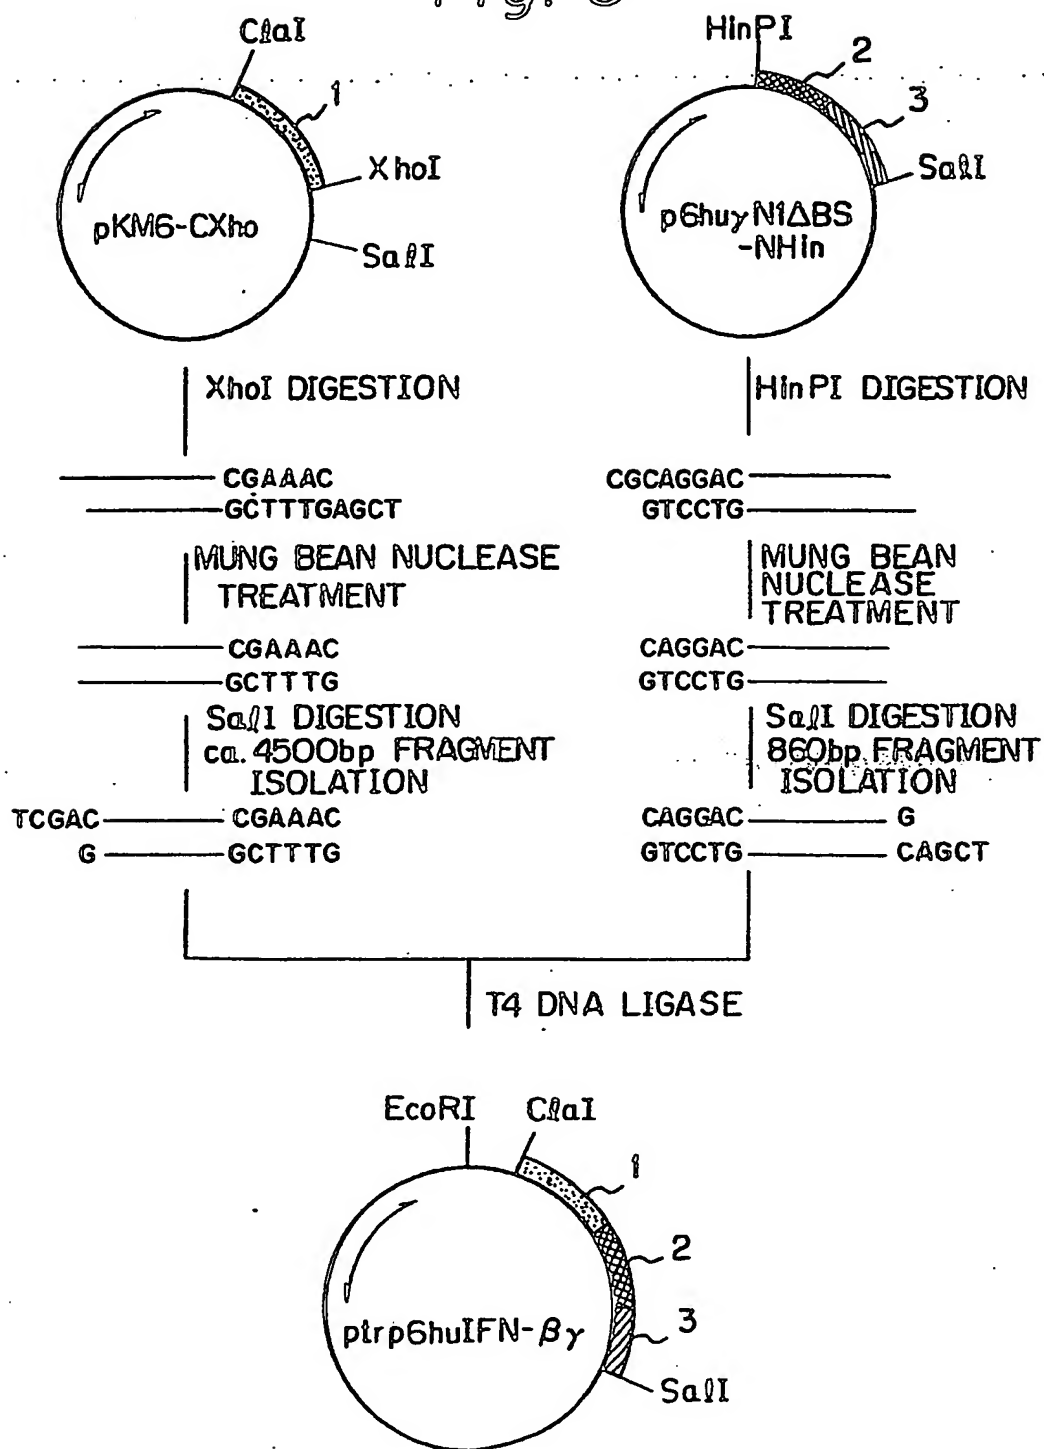 ClaI
1
XhoI
SalI
pKM6-CXho
HinPI
2
3
SalI
p6huγN1ΔBS
-NHin
XhoI DIGESTION
HinPI DIGESTION
CGAAAC
GCTTTGAGCT
CGCAGGAC
GTCCTG
MUNG BEAN NUCLEASE
TREATMENT
MUNG BEAN
NUCLEASE
TREATMENT
CGAAAC
GCTTTG
CAGGAC
GTCCTG
SalI DIGESTION
ca. 4500bp FRAGMENT
ISOLATION
SalI DIGESTION
860bp FRAGMENT
ISOLATION
TCGAC CGAAAC
G GCTTTG
CAGGAC G
GTCCTG CAGCT
T4 DNA LIGASE
EcoRI
ClaI
1
2
3
SalI
ptrp6huIFN-βγ